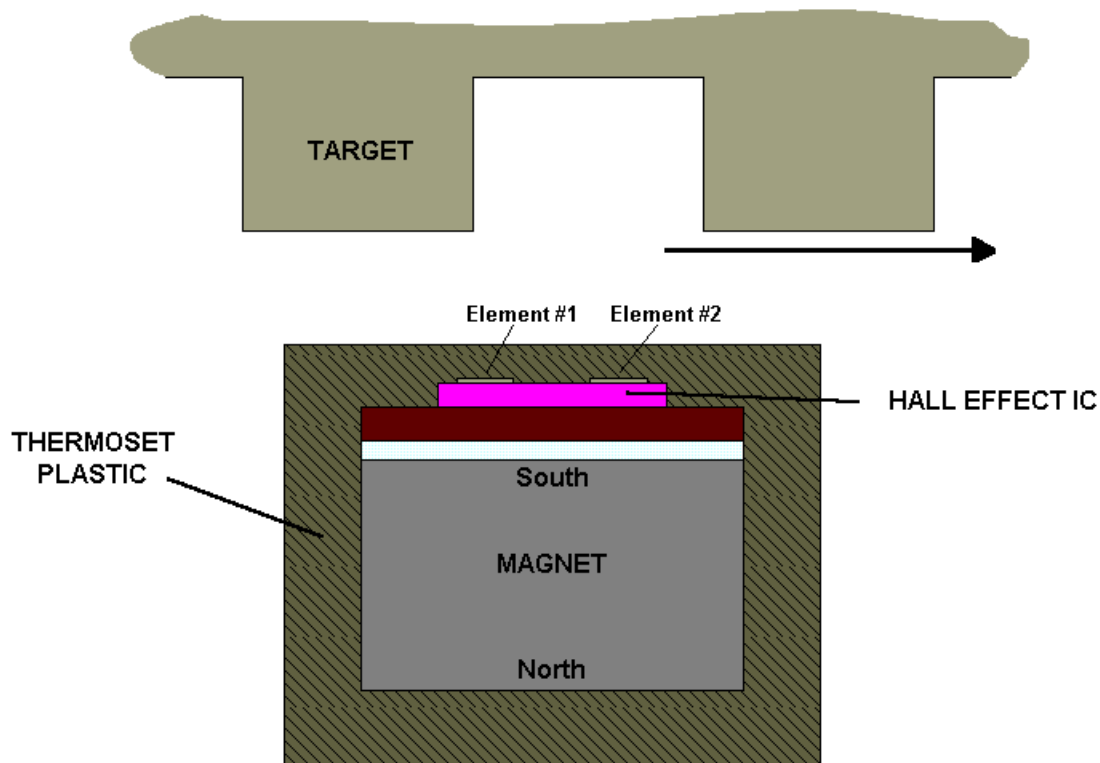 TARGET
Element #1
Element #2
HALL EFFECT IC
THERMOSET
PLASTIC
South
MAGNET
North